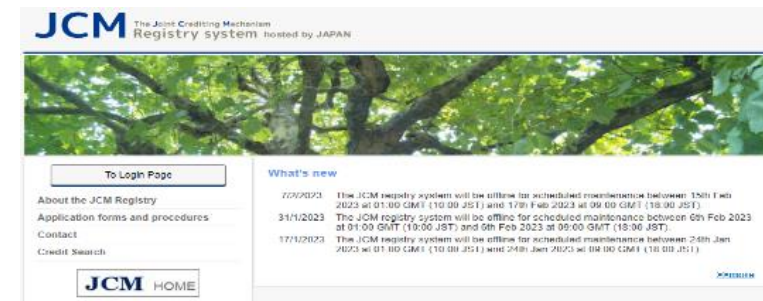 JCM The Joint Crediting Mechanism
Registry system hosted by JAPAN
To Login Page
About the JCM Registry
Application forms and procedures
Contact
Credit Search
JCM HOME
What's new
7/2/2023 The JCM registry system will be offline for scheduled maintenance between 15th Feb
2023 at 01:00 GMT (10:00 JST) and 17th Feb 2023 at 09:00 GMT (18:00 JST).
31/1/2023 The JCM registry system will be offline for scheduled maintenance between 6th Feb 2023
at 01:00 GMT (10:00 JST) and 6th Feb 2023 at 09:00 GMT (18:00 JST).
17/1/2023 The JCM registry system will be offline for scheduled maintenance between 24th Jan
2023 at 01:00 GMT (10:00 JST) and 24th Jan 2023 at 09:00 GMT (18:00 JST)
more